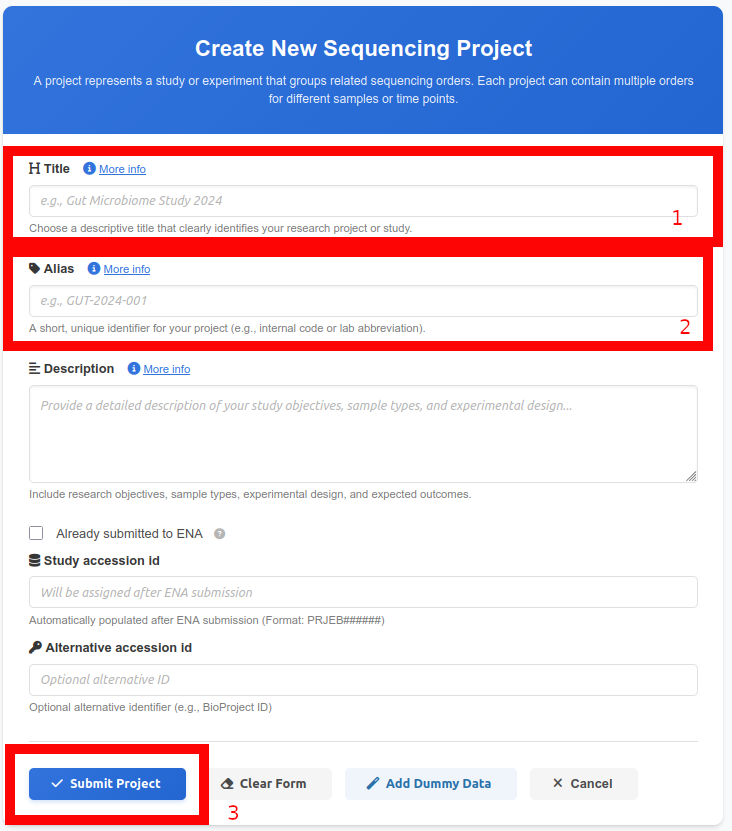 Create New Sequencing Project
A project represents a study or experiment that groups related sequencing orders. Each project can contain multiple orders
for different samples or time points.
Title More info
e.g., Gut Microbiome Study 2024
1
Choose a descriptive title that clearly identifies your research project or study.
Alias More info
e.g., GUT-2024-001
A short, unique identifier for your project (e.g., internal code or lab abbreviation).
2
Description More info
Provide a detailed description of your study objectives, sample types, and experimental design...
Include research objectives, sample types, experimental design, and expected outcomes.
Already submitted to ENA ?
Study accession id
Will be assigned after ENA submission
Automatically populated after ENA submission (Format: PRJEB######)
Alternative accession id
Optional alternative ID
Optional alternative identifier (e.g., BioProject ID)
Submit Project Clear Form Add Dummy Data Cancel
3